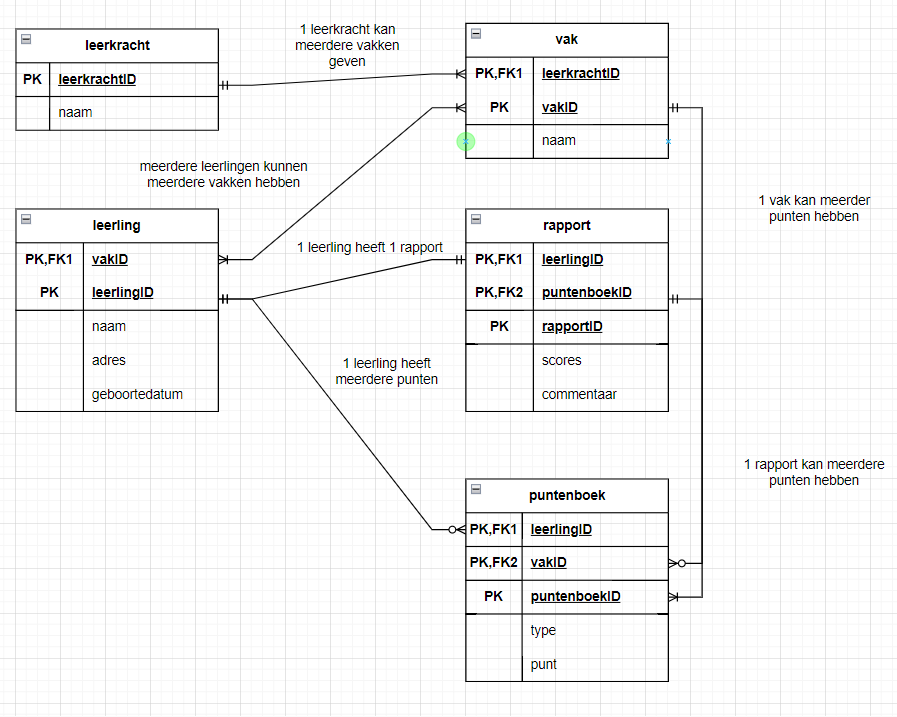 leerkracht
PK leerkrachtID
naam
1 leerkracht kan
meerdere vakken
geven
vak
PK,FK1 leerkrachtID
PK vakID
naam
meerdere leerlingen kunnen
meerdere vakken hebben
1 vak kan meerder
punten hebben
leerling
PK,FK1 vakID
PK leerlingID
naam
adres
geboortedatum
1 leerling heeft 1 rapport
rapport
PK,FK1 leerlingID
PK,FK2 puntenboekID
PK rapportID
scores
commentaar
1 leerling heeft
meerdere punten
1 rapport kan meerdere
punten hebben
puntenboek
PK,FK1 leerlingID
PK,FK2 vakID
PK puntenboekID
type
punt